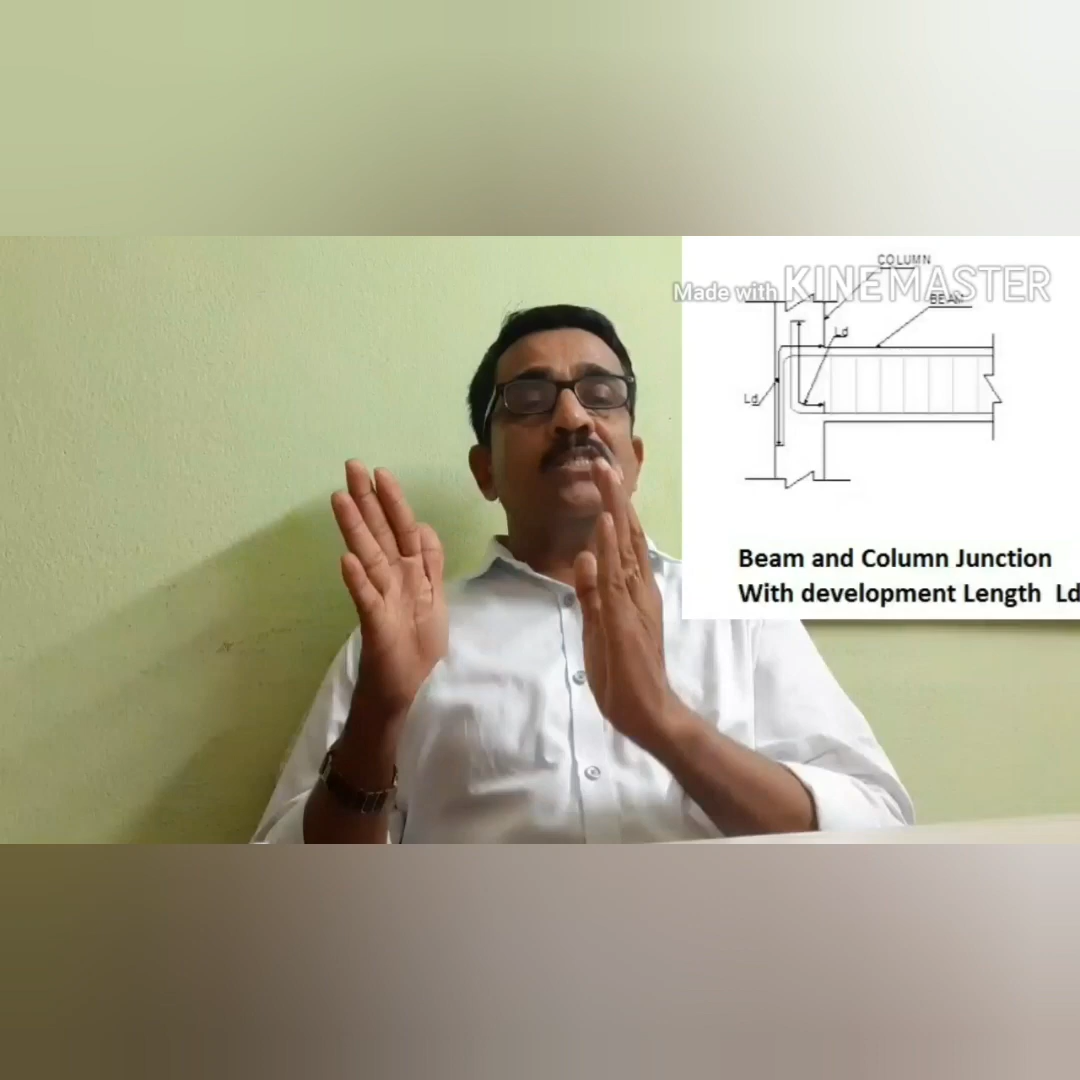 COLUMN
Made with KINEMASTER
BEAM
Ld
Ld
Beam and Column Junction
With development Length Ld